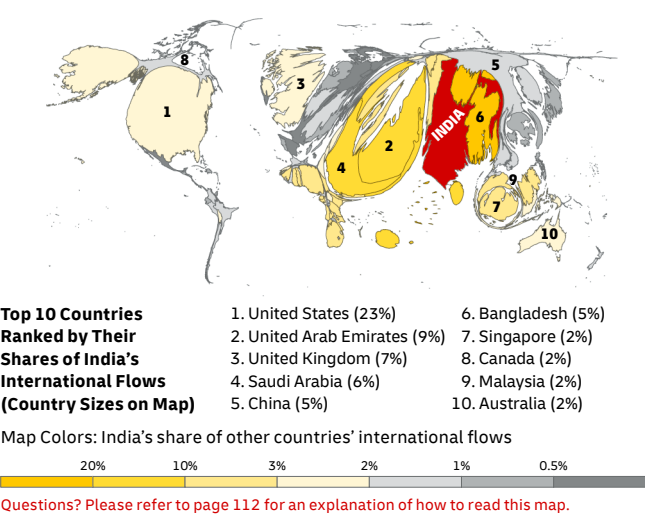 8
5
3
1
INDIA
6
2
4
9
7
10
Top 10 Countries
Ranked by Their
Shares of India's
International Flows
(Country Sizes on Map)
1. United States (23%)
2. United Arab Emirates (9%)
3. United Kingdom (7%)
4. Saudi Arabia (6%)
5. China (5%)
6. Bangladesh (5%)
7. Singapore (2%)
8. Canada (2%)
9. Malaysia (2%)
10. Australia (2%)
Map Colors: India's share of other countries' international flows
20% 10% 3% 2% 1% 0.5%
Questions? Please refer to page 112 for an explanation of how to read this map.